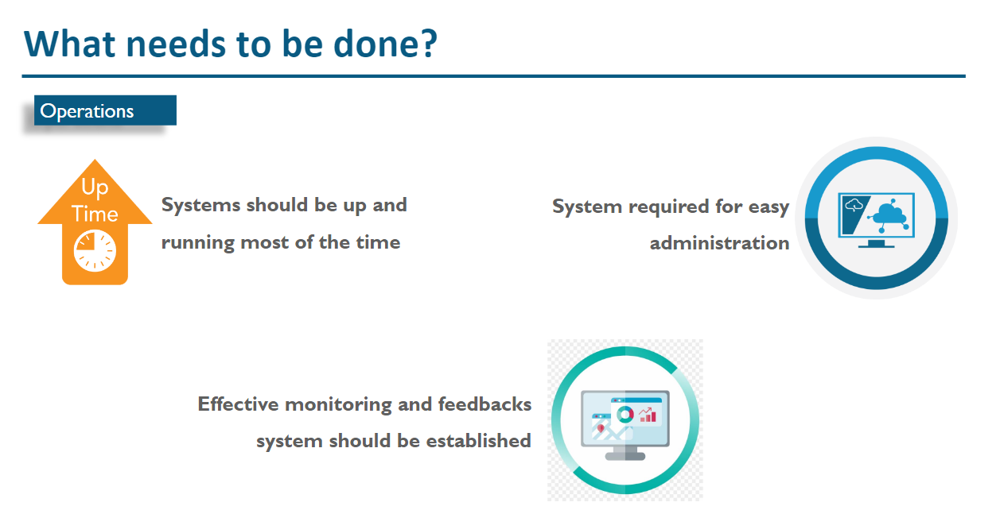 What needs to be done?
Operations
Up
Time
Systems should be up and
running most of the time
System required for easy
administration
Effective monitoring and feedbacks
system should be established